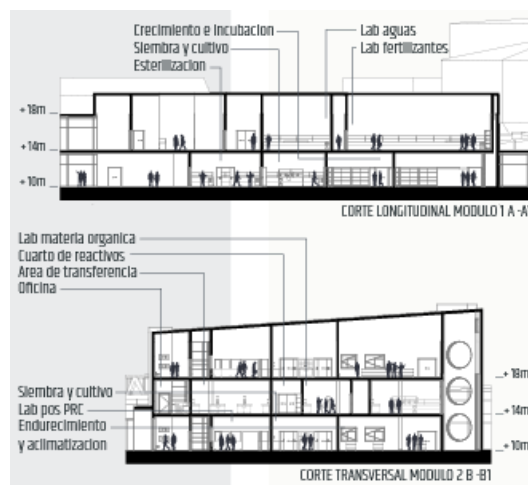 Crecimiento e Incubacion
Siembra y cultivo
Esterilizacion
Lab aguas
Lab fertilizantes
+ 18m
+ 14m
+ 10m
CORTE LONGITUDINAL MODULO 1 A -A1
Lab materia organica
Cuarto de reactivos
Area de transferencia
Oficina
Siembra y cultivo
Lab pos PRC
Endurecimiento
y aclimatizacion
+ 18m
+ 14m
+ 10m
CORTE TRANSVERSAL MODULO 2 B -B1